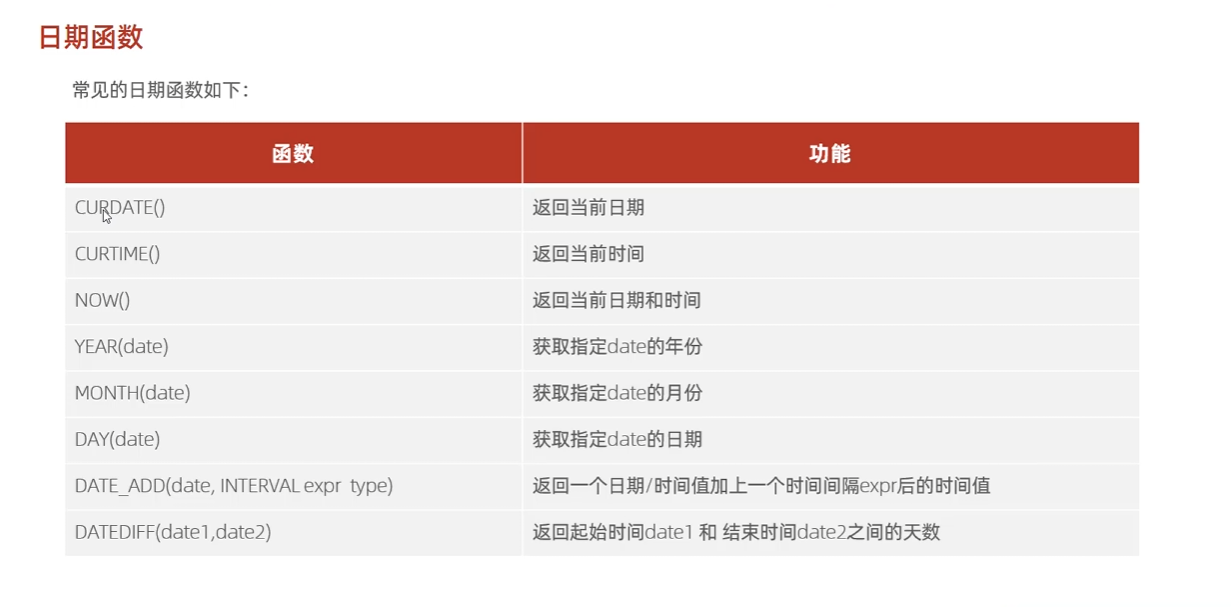 日期函数
常见的日期函数如下：
函数 功能
CURDATE() 返回当前日期
CURTIME() 返回当前时间
NOW() 返回当前日期和时间
YEAR(date) 获取指定date的年份
MONTH(date) 获取指定date的月份
DAY(date) 获取指定date的日期
DATE_ADD(date, INTERVAL expr type) 返回一个日期/时间值加上一个时间间隔expr后的时间值
DATEDIFF(date1,date2) 返回起始时间date1 和 结束时间date2之间的天数